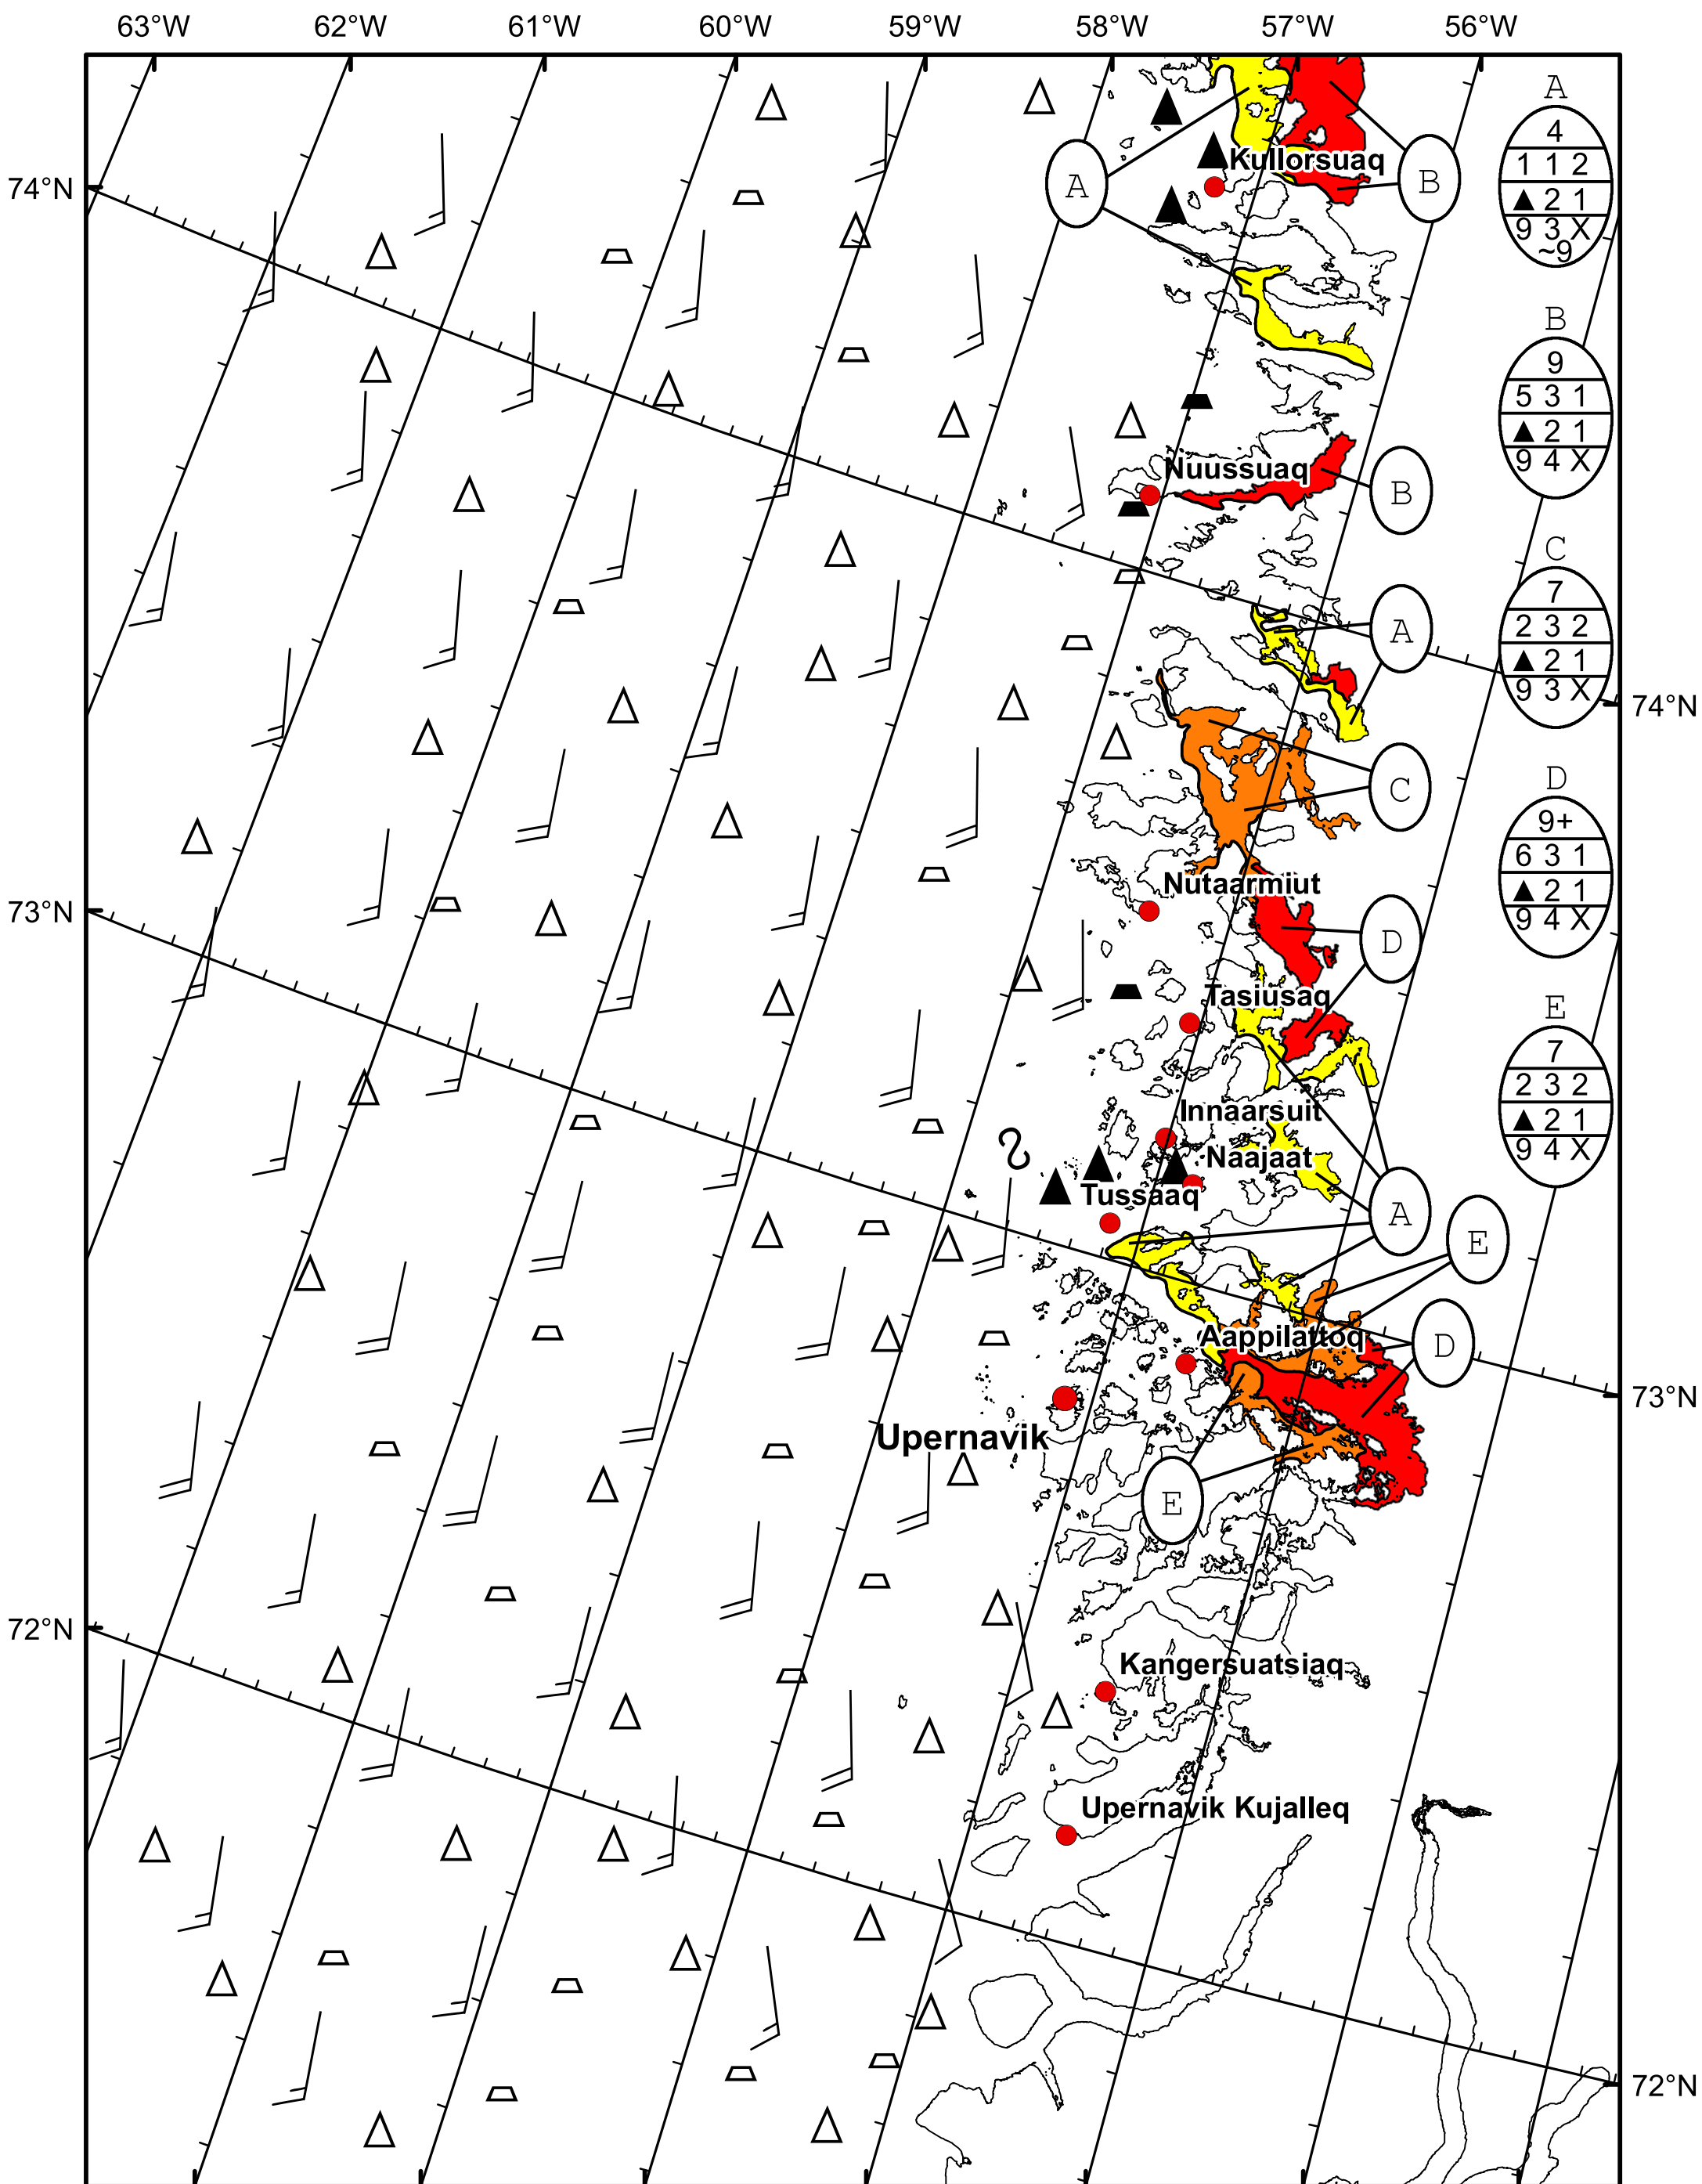 63°W 62°W 61°W 60°W 59°W 58°W 57°W 56°W
A
4
1 1 2
▲ 2 1
9 3 X
~9
74°N
Kullorsuaq
A
B
B
9
5 3 1
▲ 2 1
9 4 X
Nuussuaq
B
C
7
2 3 2
▲ 2 1
9 3 X
A
74°N
C
D
9+
6 3 1
▲ 2 1
9 4 X
Nutaarmiut
73°N
D
Tasiusaq
E
7
2 3 2
▲ 2 1
9 4 X
Innaarsuit
Naajaat
Tussaaq
A
E
Aappilattoq
D
73°N
Upernavik
E
72°N
Kangersuatsiaq
Upernavik Kujalleq
72°N